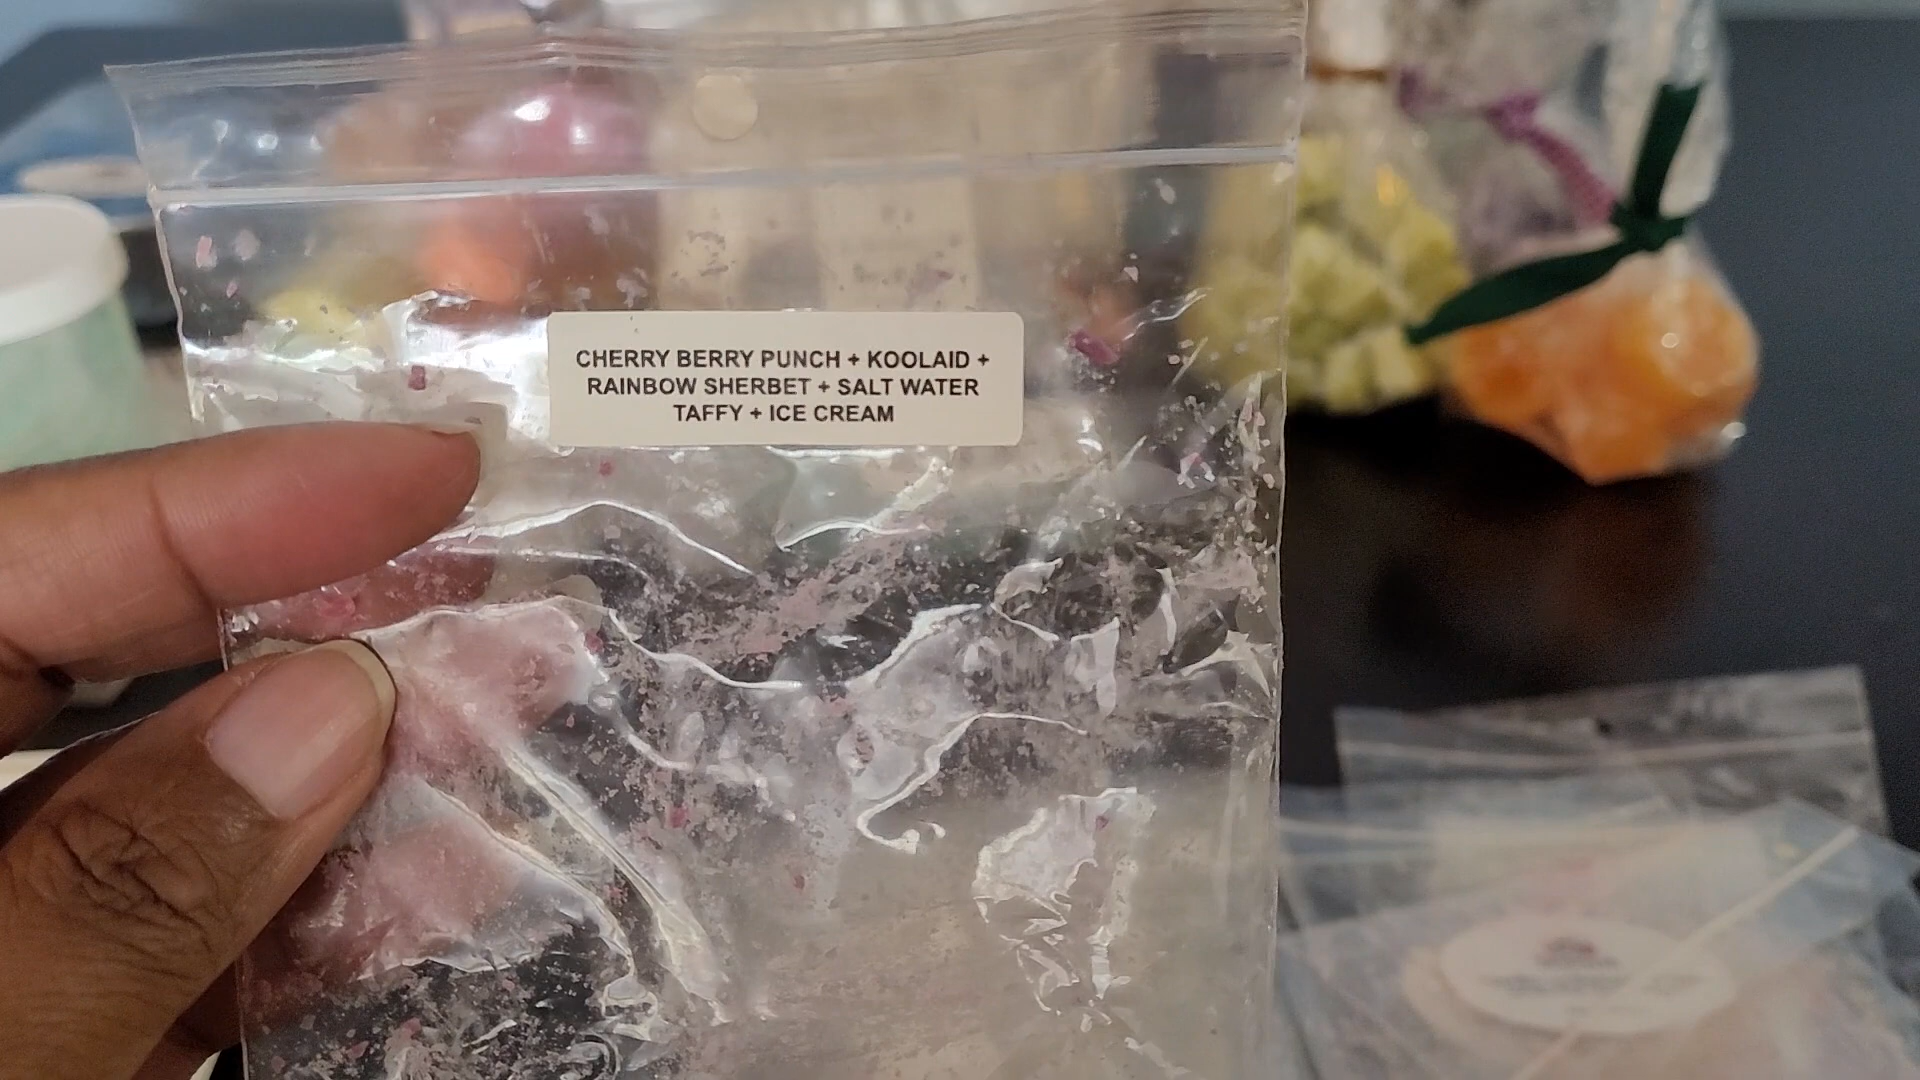 CHERRY BERRY PUNCH + KOOLAID +
RAINBOW SHERBET + SALT WATER
TAFFY + ICE CREAM